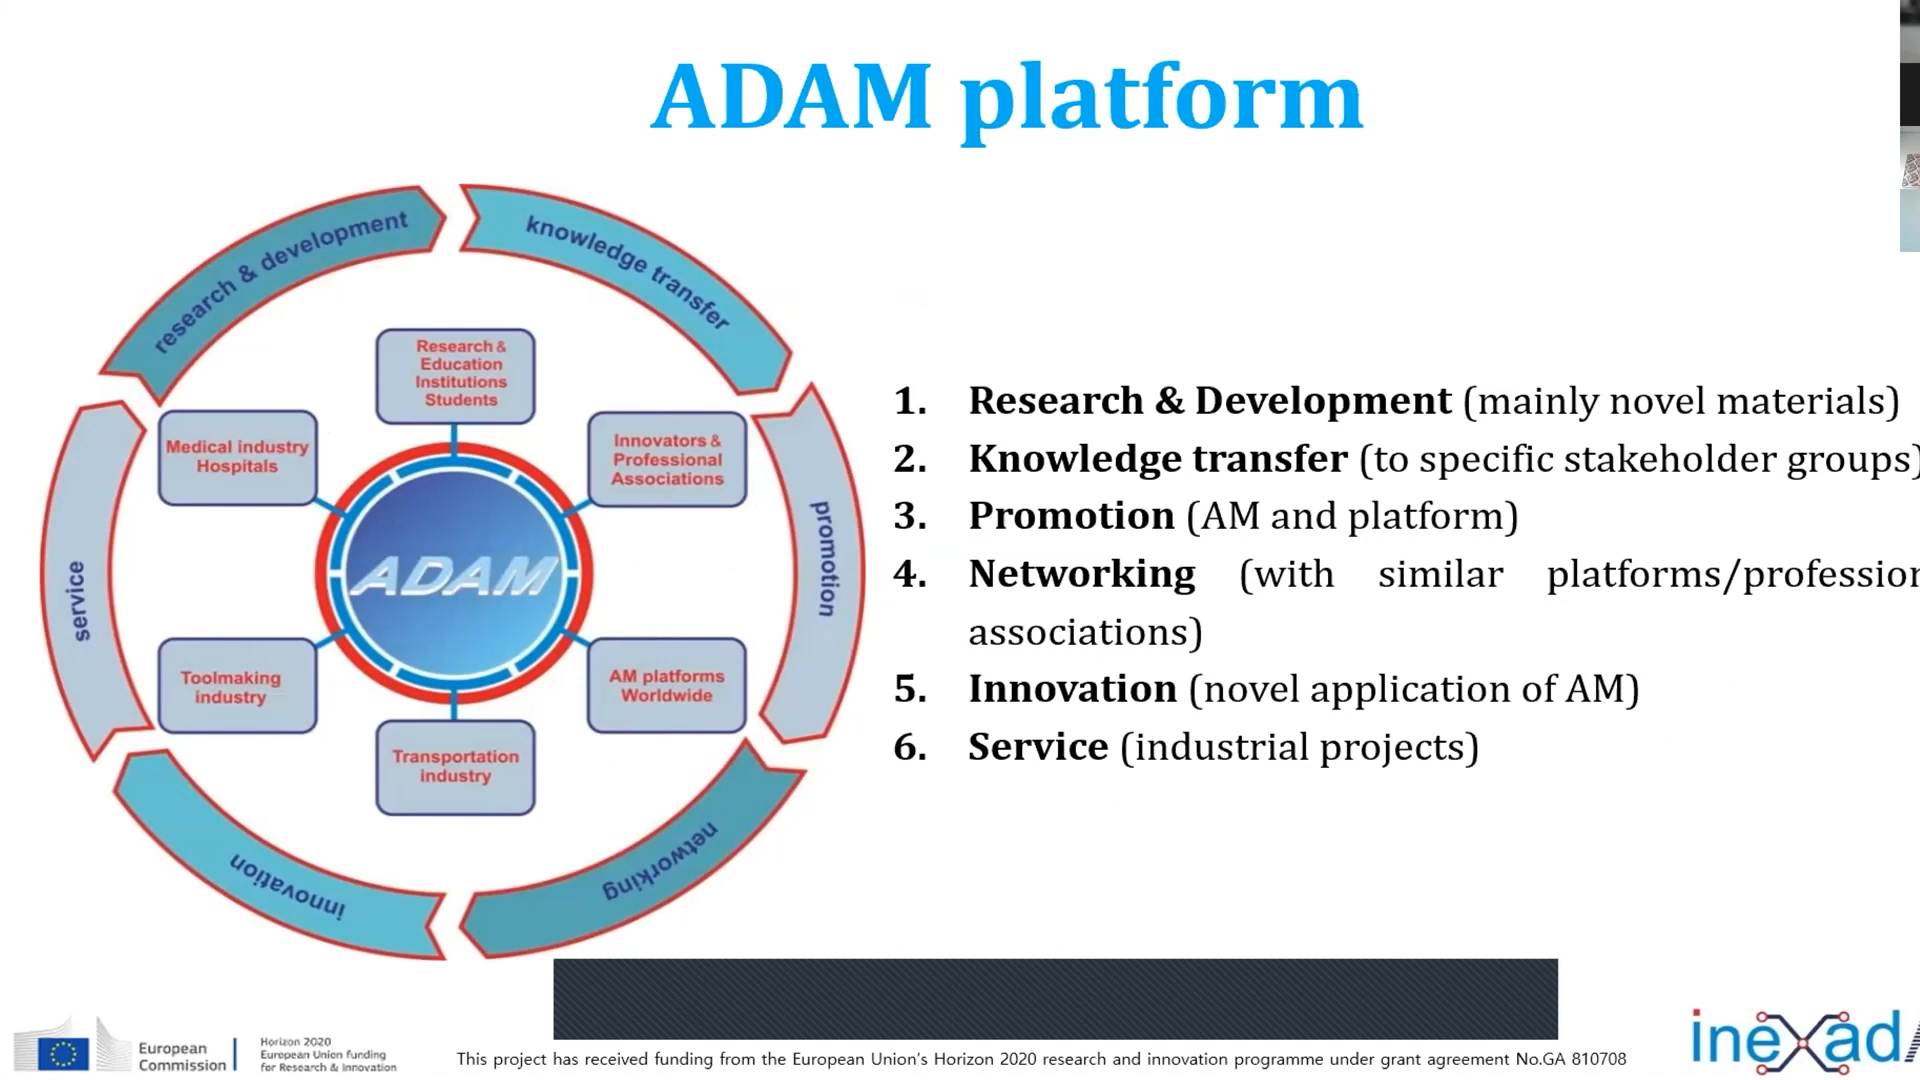 ADAM platform
research & development
knowledge transfer
promotion
networking
innovation
service
Research &
Education
Institutions
Students
Innovators &
Professional
Associations
AM platforms
Worldwide
Transportation
industry
Toolmaking
industry
Medical industry
Hospitals
ADAM
1. Research & Development (mainly novel materials)
2. Knowledge transfer (to specific stakeholder groups)
3. Promotion (AM and platform)
4. Networking (with similar platforms/profession
associations)
5. Innovation (novel application of AM)
6. Service (industrial projects)
European
Commission
Horizon 2020
European Union funding
for Research & Innovation
This project has received funding from the European Union's Horizon 2020 research and innovation programme under grant agreement No.GA 810708
inexad